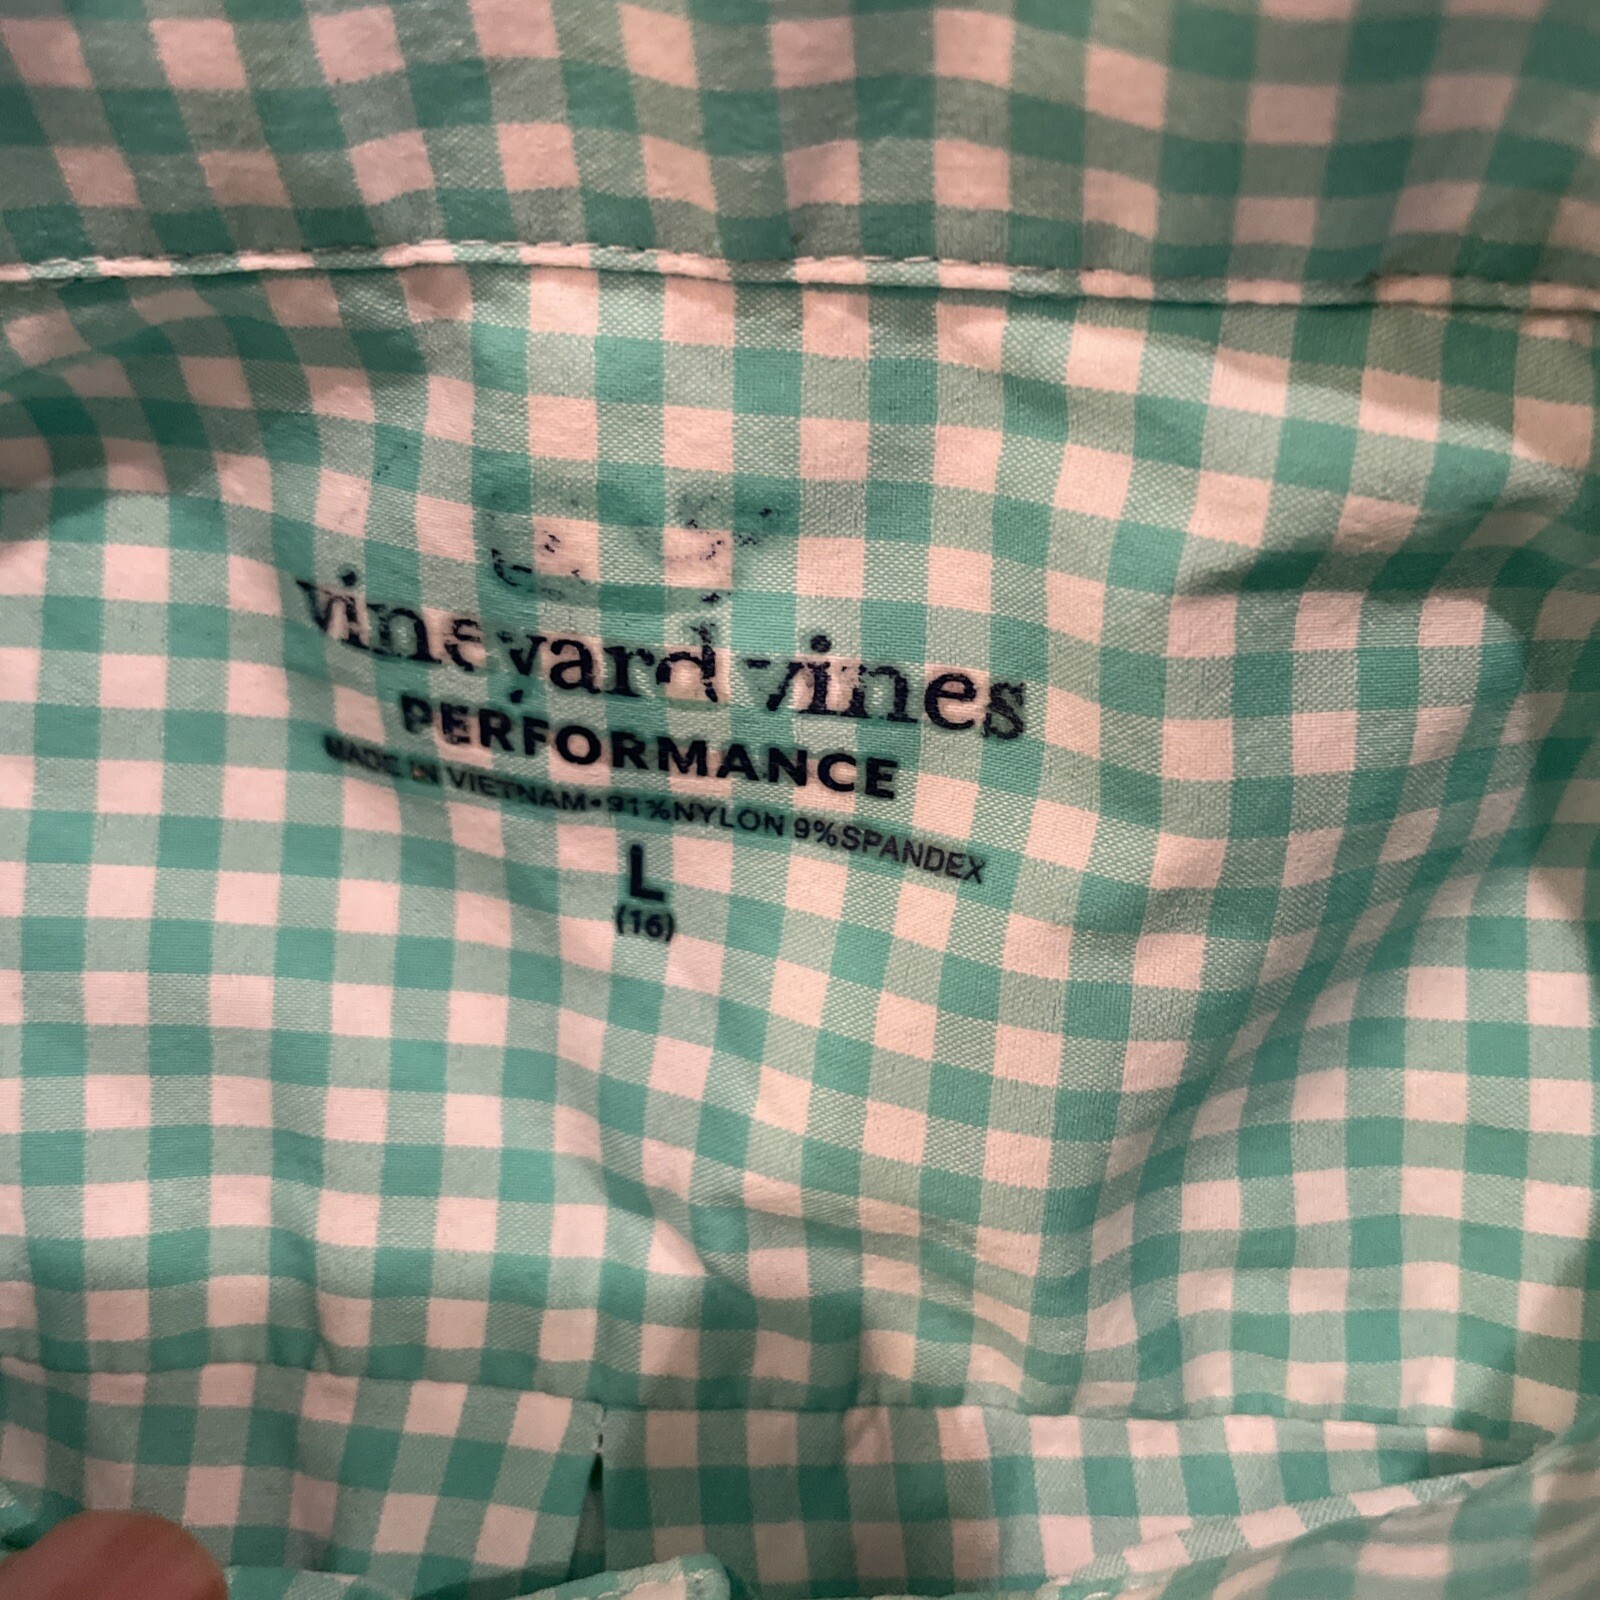 vineyard vines
PERFORMANCE
MADE IN VIETNAM•91%NYLON 9%SPANDEX
L
(16)